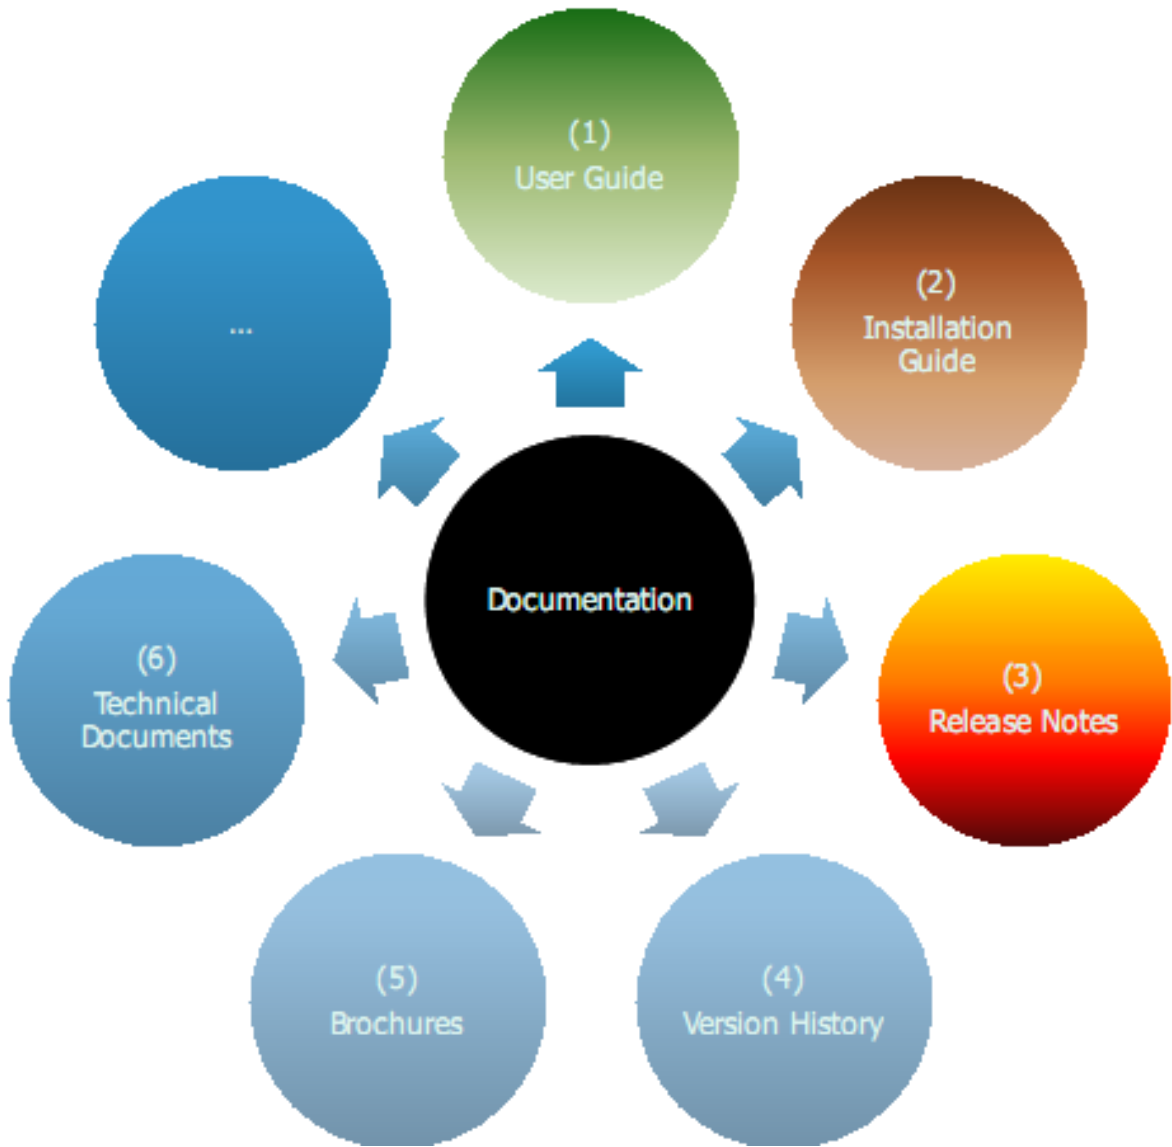 (1)
User Guide
(2)
Installation
Guide
(3)
Release Notes
(4)
Version History
(5)
Brochures
(6)
Technical
Documents
...
Documentation